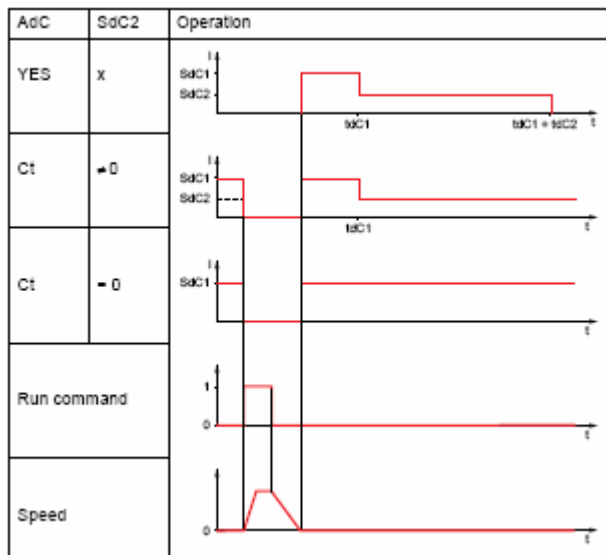 AdC SdC2 Operation
YES x
I
SdC1
SdC2
tdC1 tdC1 + tdC2 t
Ct ≠ 0
I
SdC1
SdC2
tdC1 t
Ct = 0
I
SdC1
t
Run command
1
0
t
Speed
0
t